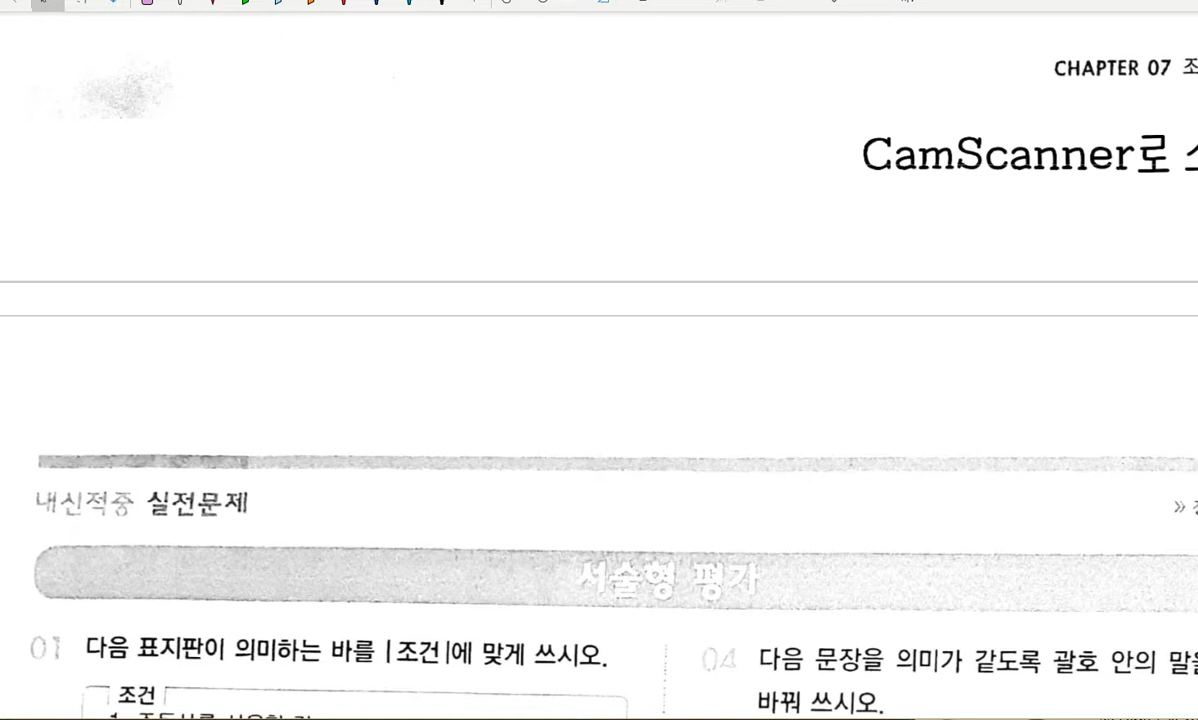 CHAPTER 07
CamScanner로
내신적중 실전문제
서술형 평가
01 다음 표지판이 의미하는 바를 |조건|에 맞게 쓰시오.
조건
04 다음 문장을 의미가 같도록 괄호 안의 말을
바꿔 쓰시오.